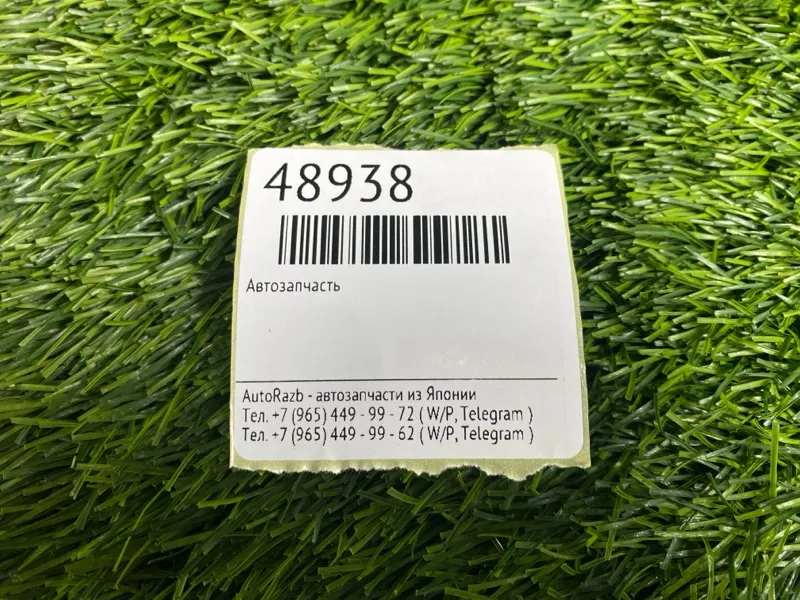 48938
Автозапчасть
AutoRazb - автозапчасти из Японии
Тел. +7 (965) 449 - 99 - 72 ( W/P, Telegram )
Тел. +7 (965) 449 - 99 - 62 ( W/P, Telegram )